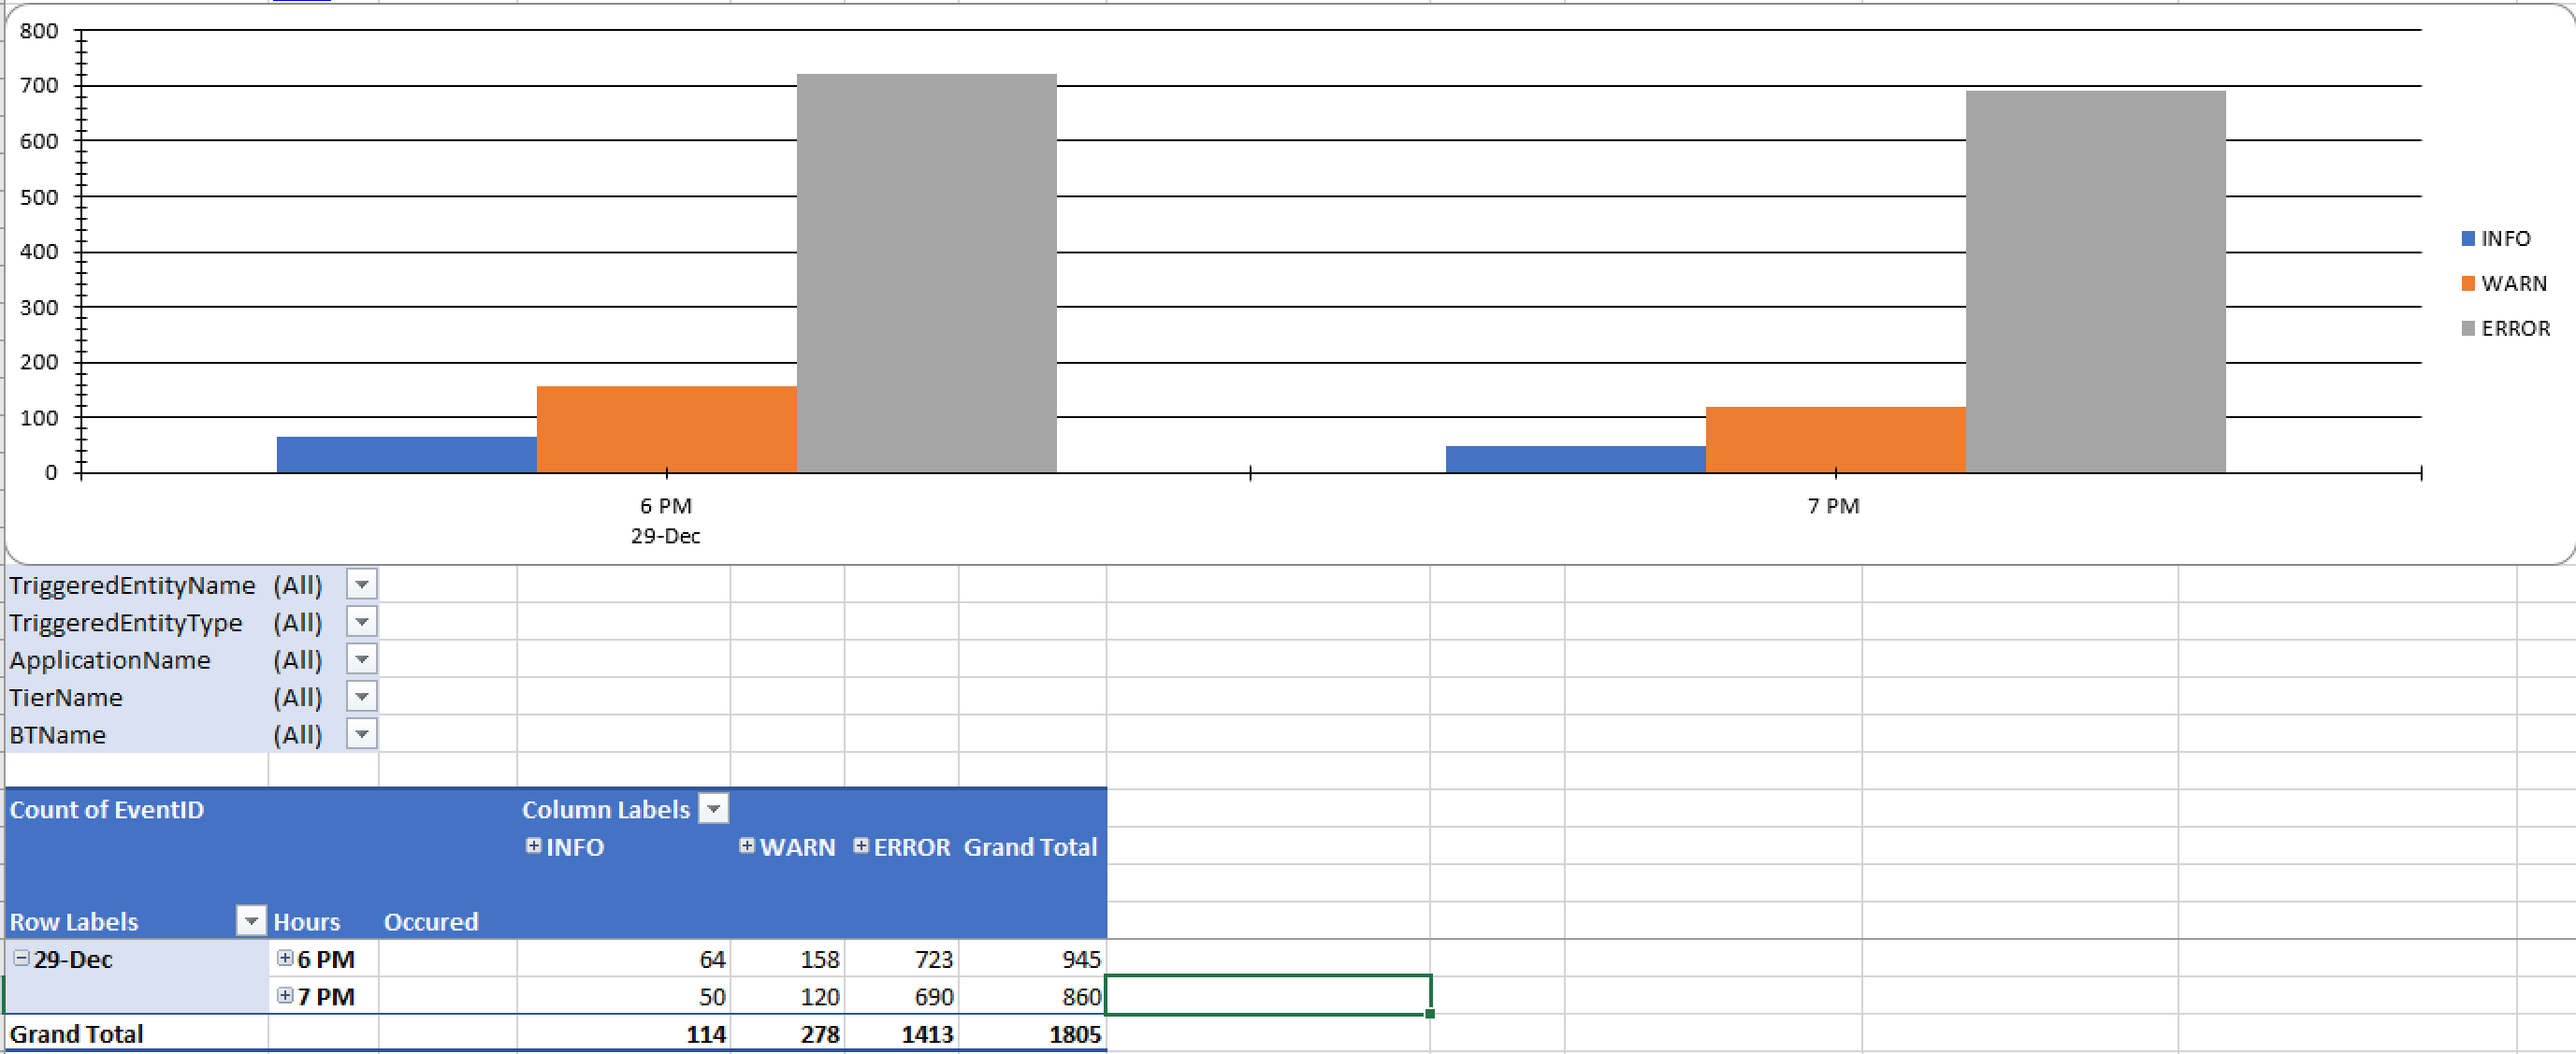 800
700
600
500
400
300
200
100
0
6 PM
7 PM
29-Dec
INFO
WARN
ERROR
TriggeredEntityName (All)
TriggeredEntityType (All)
ApplicationName (All)
TierName (All)
BTName (All)
Count of EventID Column Labels
INFO WARN ERROR Grand Total
Row Labels Hours Occured
29-Dec 6 PM 64 158 723 945
7 PM 50 120 690 860
Grand Total 114 278 1413 1805